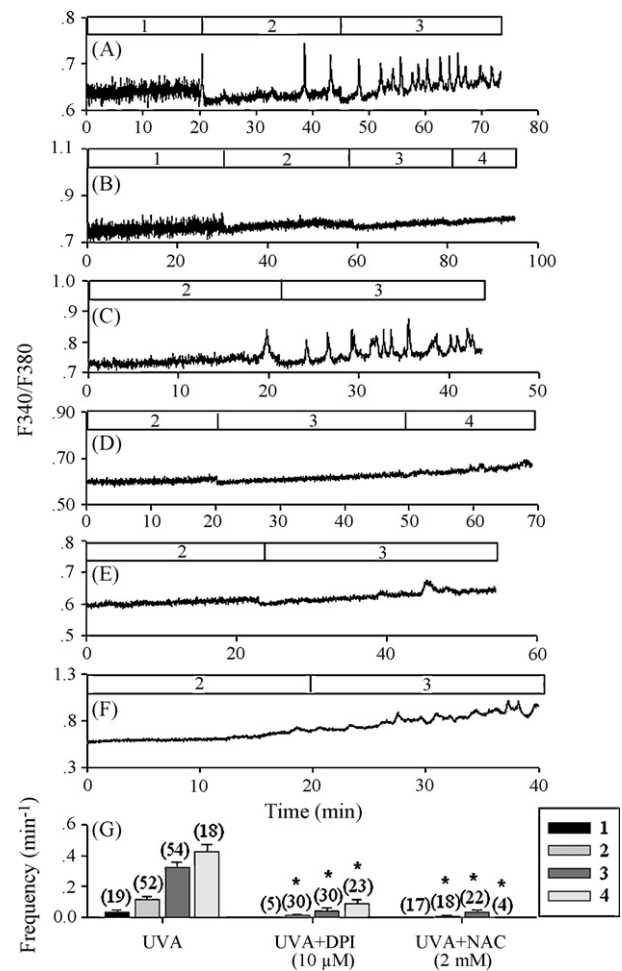 1 2 3
.8 .7 .6
(A)
0 10 20 30 40 50 60 70 80
1 2 3 4
1.1 .9 .7
(B)
0 20 40 60 80 100
2 3
1.0 .9 .8 .7
(C)
0 10 20 30 40 50
F340/F380
2 3 4
.90 .70 .50
(D)
0 10 20 30 40 50 60 70
2 3
.8 .7 .6 .5
(E)
0 20 40 60
2 3
1.3 .8 .3
(F)
0 10 20 30 40
Time (min)
Frequency (min-1)
.6 .4 .2 0.0
(G)
(19) (52) (54) (18)
* * *
(5) (30) (30) (23)
* * *
(17) (18) (22) (4)
UVA UVA+DPI UVA+NAC
(10 µM) (2 mM)
1
2
3
4